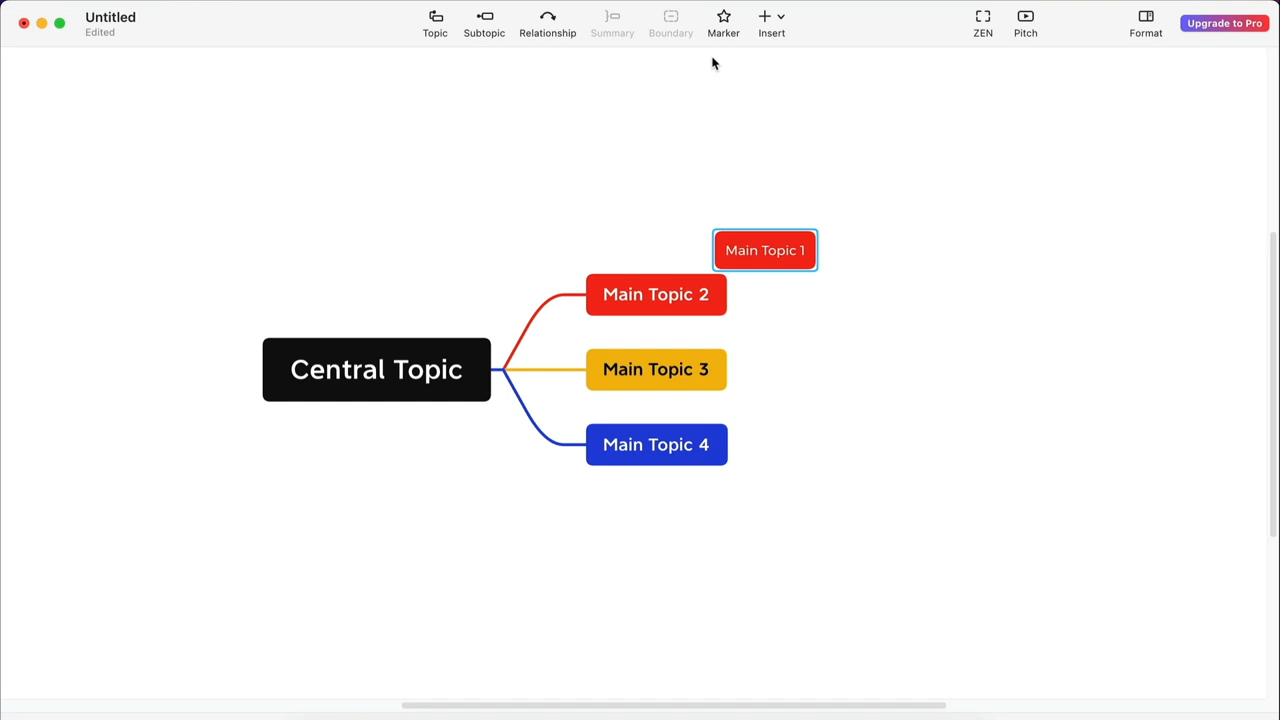 Untitled
Edited
Topic
Subtopic
Relationship
Summary
Boundary
Marker
Insert
ZEN
Pitch
Format
Upgrade to Pro
Main Topic 1
Main Topic 2
Central Topic
Main Topic 3
Main Topic 4